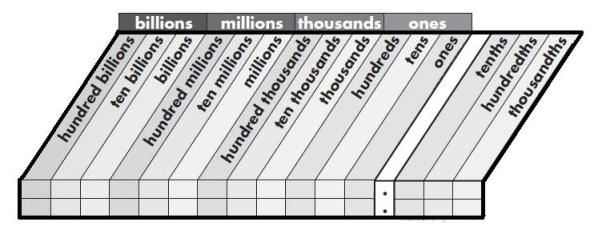 billions millions thousands ones
hundred billions
ten billions
billions
hundred millions
ten millions
millions
hundred thousands
ten thousands
thousands
hundreds
tens
ones
tenths
hundredths
thousandths
.
.